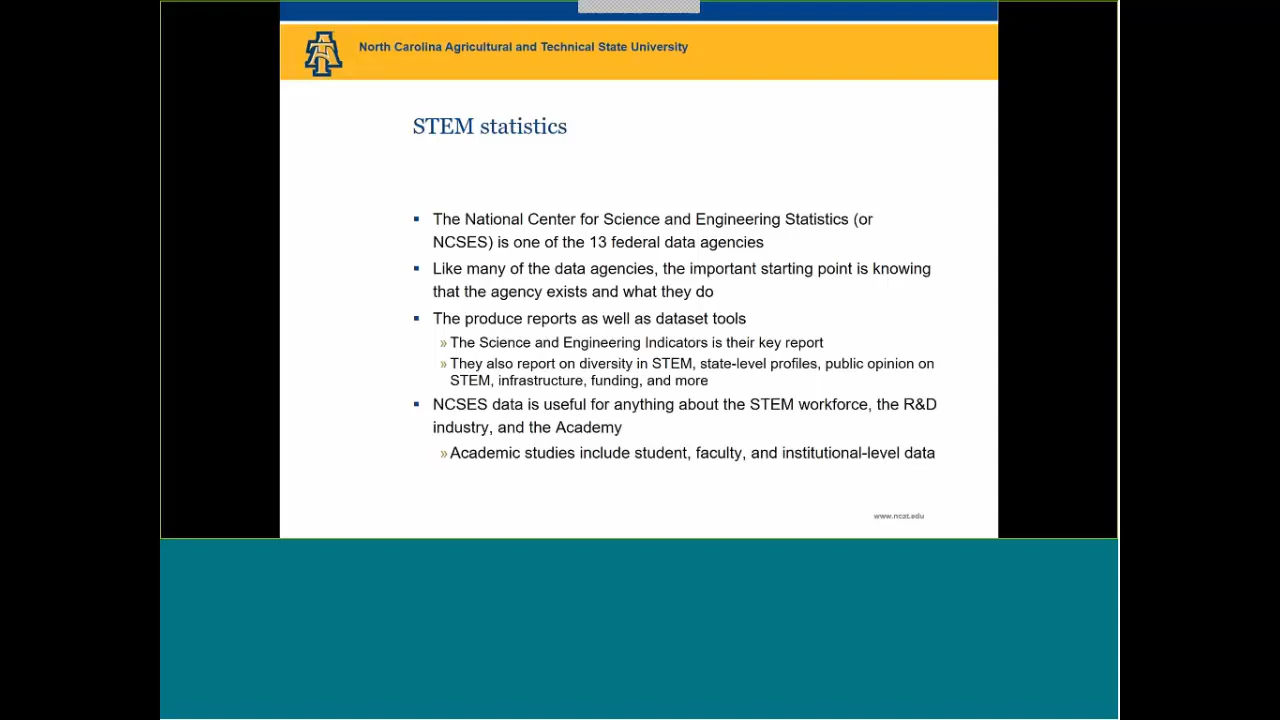 North Carolina Agricultural and Technical State University
STEM statistics
▪ The National Center for Science and Engineering Statistics (or
NCSES) is one of the 13 federal data agencies
▪ Like many of the data agencies, the important starting point is knowing
that the agency exists and what they do
▪ The produce reports as well as dataset tools
» The Science and Engineering Indicators is their key report
» They also report on diversity in STEM, state-level profiles, public opinion on
STEM, infrastructure, funding, and more
▪ NCSES data is useful for anything about the STEM workforce, the R&D
industry, and the Academy
» Academic studies include student, faculty, and institutional-level data
www.ncat.edu